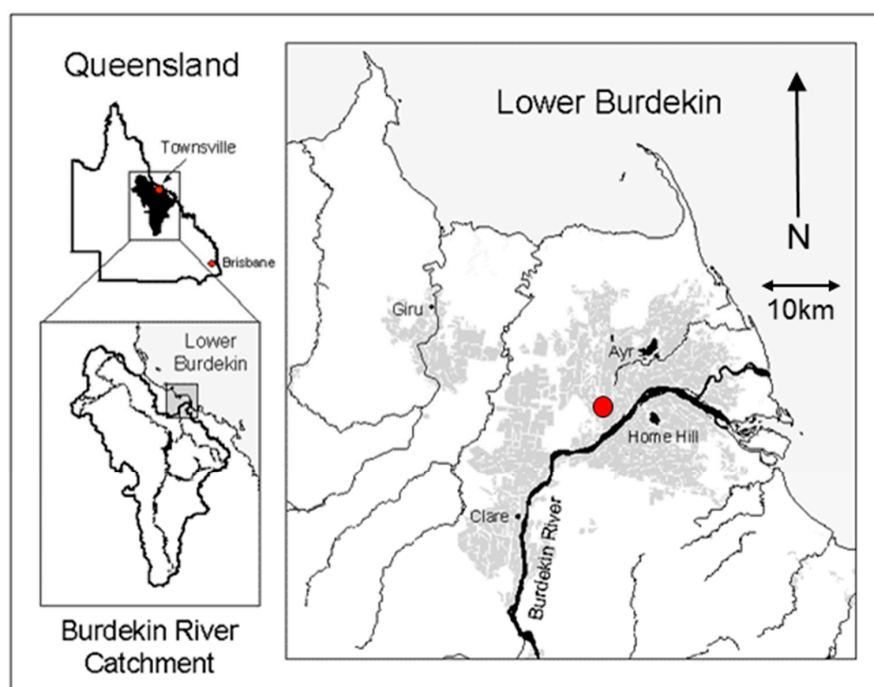 Queensland
Townsville
Brisbane
Lower
Burdekin
Burdekin River
Catchment
Lower Burdekin
N
10km
Giru
Ayr
Home Hill
Clare
Burdekin River